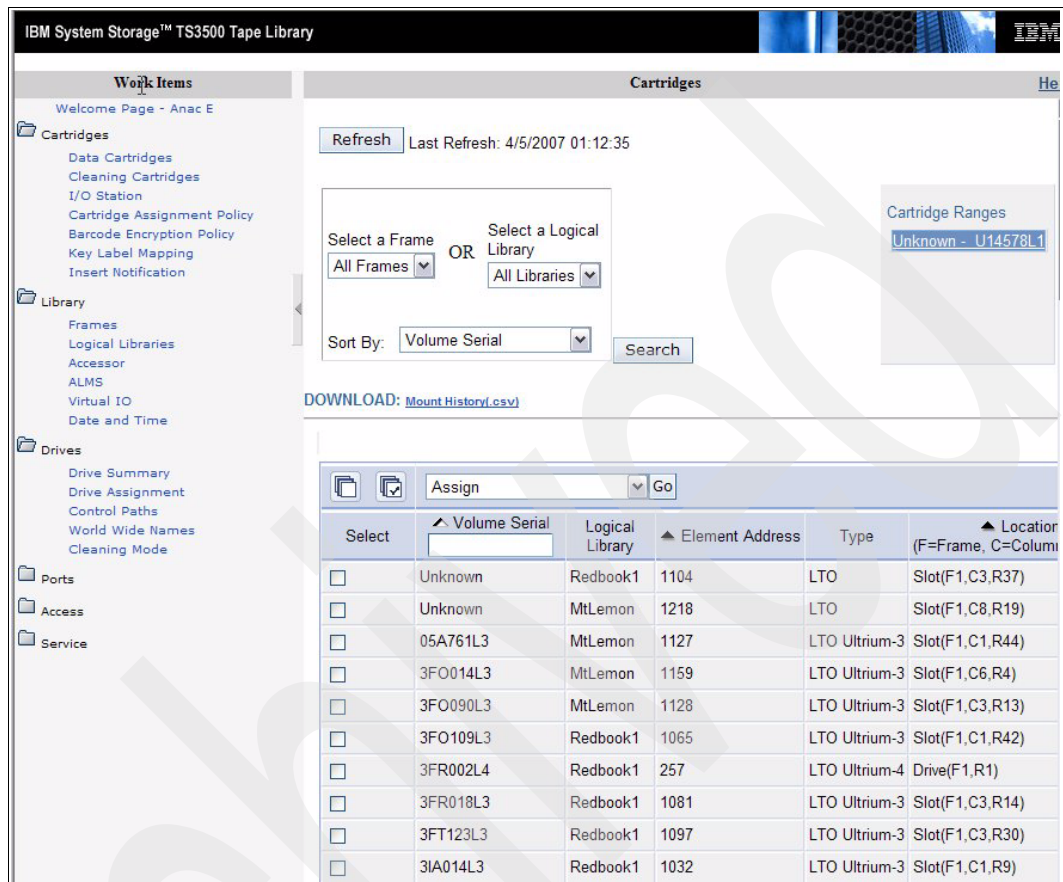 IBM System Storage™ TS3500 Tape Library
IBM
Work Items
Welcome Page - Anac E
Cartridges
Data Cartridges
Cleaning Cartridges
I/O Station
Cartridge Assignment Policy
Barcode Encryption Policy
Key Label Mapping
Insert Notification
Library
Frames
Logical Libraries
Accessor
ALMS
Virtual IO
Date and Time
Drives
Drive Summary
Drive Assignment
Control Paths
World Wide Names
Cleaning Mode
Ports
Access
Service
Cartridges
He
Refresh Last Refresh: 4/5/2007 01:12:35
Select a Frame
All Frames
OR
Select a Logical
Library
All Libraries
Sort By: Volume Serial
Search
Cartridge Ranges
Unknown - U14578L1
DOWNLOAD: Mount History(.csv)
Assign Go
Select Volume Serial Logical Library Element Address Type Location (F=Frame, C=Colum
Unknown Redbook1 1104 LTO Slot(F1,C3,R37)
Unknown MtLemon 1218 LTO Slot(F1,C8,R19)
05A761L3 MtLemon 1127 LTO Ultrium-3 Slot(F1,C1,R44)
3FO014L3 MtLemon 1159 LTO Ultrium-3 Slot(F1,C6,R4)
3FO090L3 MtLemon 1128 LTO Ultrium-3 Slot(F1,C3,R13)
3FO109L3 Redbook1 1065 LTO Ultrium-3 Slot(F1,C1,R42)
3FR002L4 Redbook1 257 LTO Ultrium-4 Drive(F1,R1)
3FR018L3 Redbook1 1081 LTO Ultrium-3 Slot(F1,C3,R14)
3FT123L3 Redbook1 1097 LTO Ultrium-3 Slot(F1,C3,R30)
3IA014L3 Redbook1 1032 LTO Ultrium-3 Slot(F1,C1,R9)